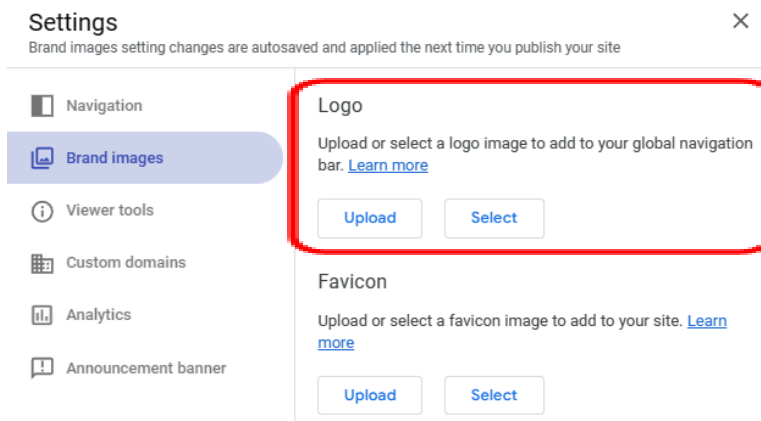 Settings
Brand images setting changes are autosaved and applied the next time you publish your site
Navigation
Brand images
Viewer tools
Custom domains
Analytics
Announcement banner
Logo
Upload or select a logo image to add to your global navigation
bar. Learn more
Upload Select
Favicon
Upload or select a favicon image to add to your site. Learn
more
Upload Select